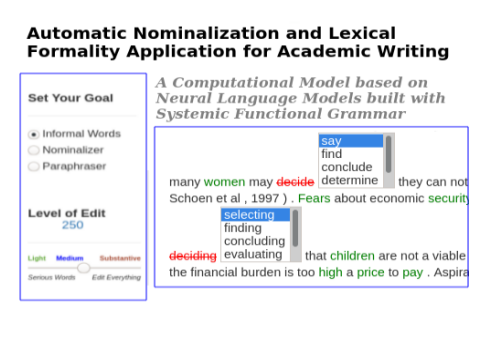 Automatic Nominalization and Lexical
Formality Application for Academic Writing
A Computational Model based on
Neural Language Models built with
Systemic Functional Grammar
Set Your Goal
Informal Words
Nominalizer
Paraphraser
Level of Edit
250
Light Medium Substantive
Serious Words Edit Everything
say
find
conclude
determine
many women may decide they can not
Schoen et al , 1997 ) . Fears about economic security
selecting
finding
concluding
evaluating
deciding that children are not a viable
the financial burden is too high a price to pay . Aspira